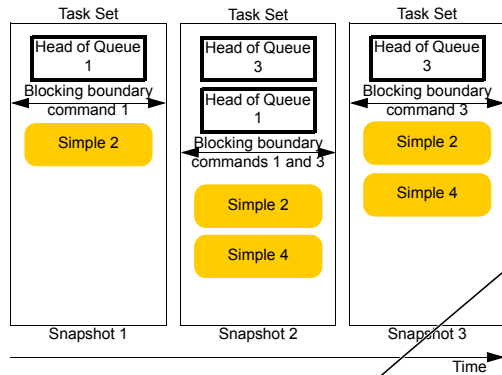 Task Set
Head of Queue
1
Blocking boundary
command 1
Simple 2
Snapshot 1
Task Set
Head of Queue
3
Head of Queue
1
Blocking boundary
commands 1 and 3
Simple 2
Simple 4
Snapshot 2
Task Set
Head of Queue
3
Blocking boundary
command 3
Simple 2
Simple 4
Snapshot 3
Time